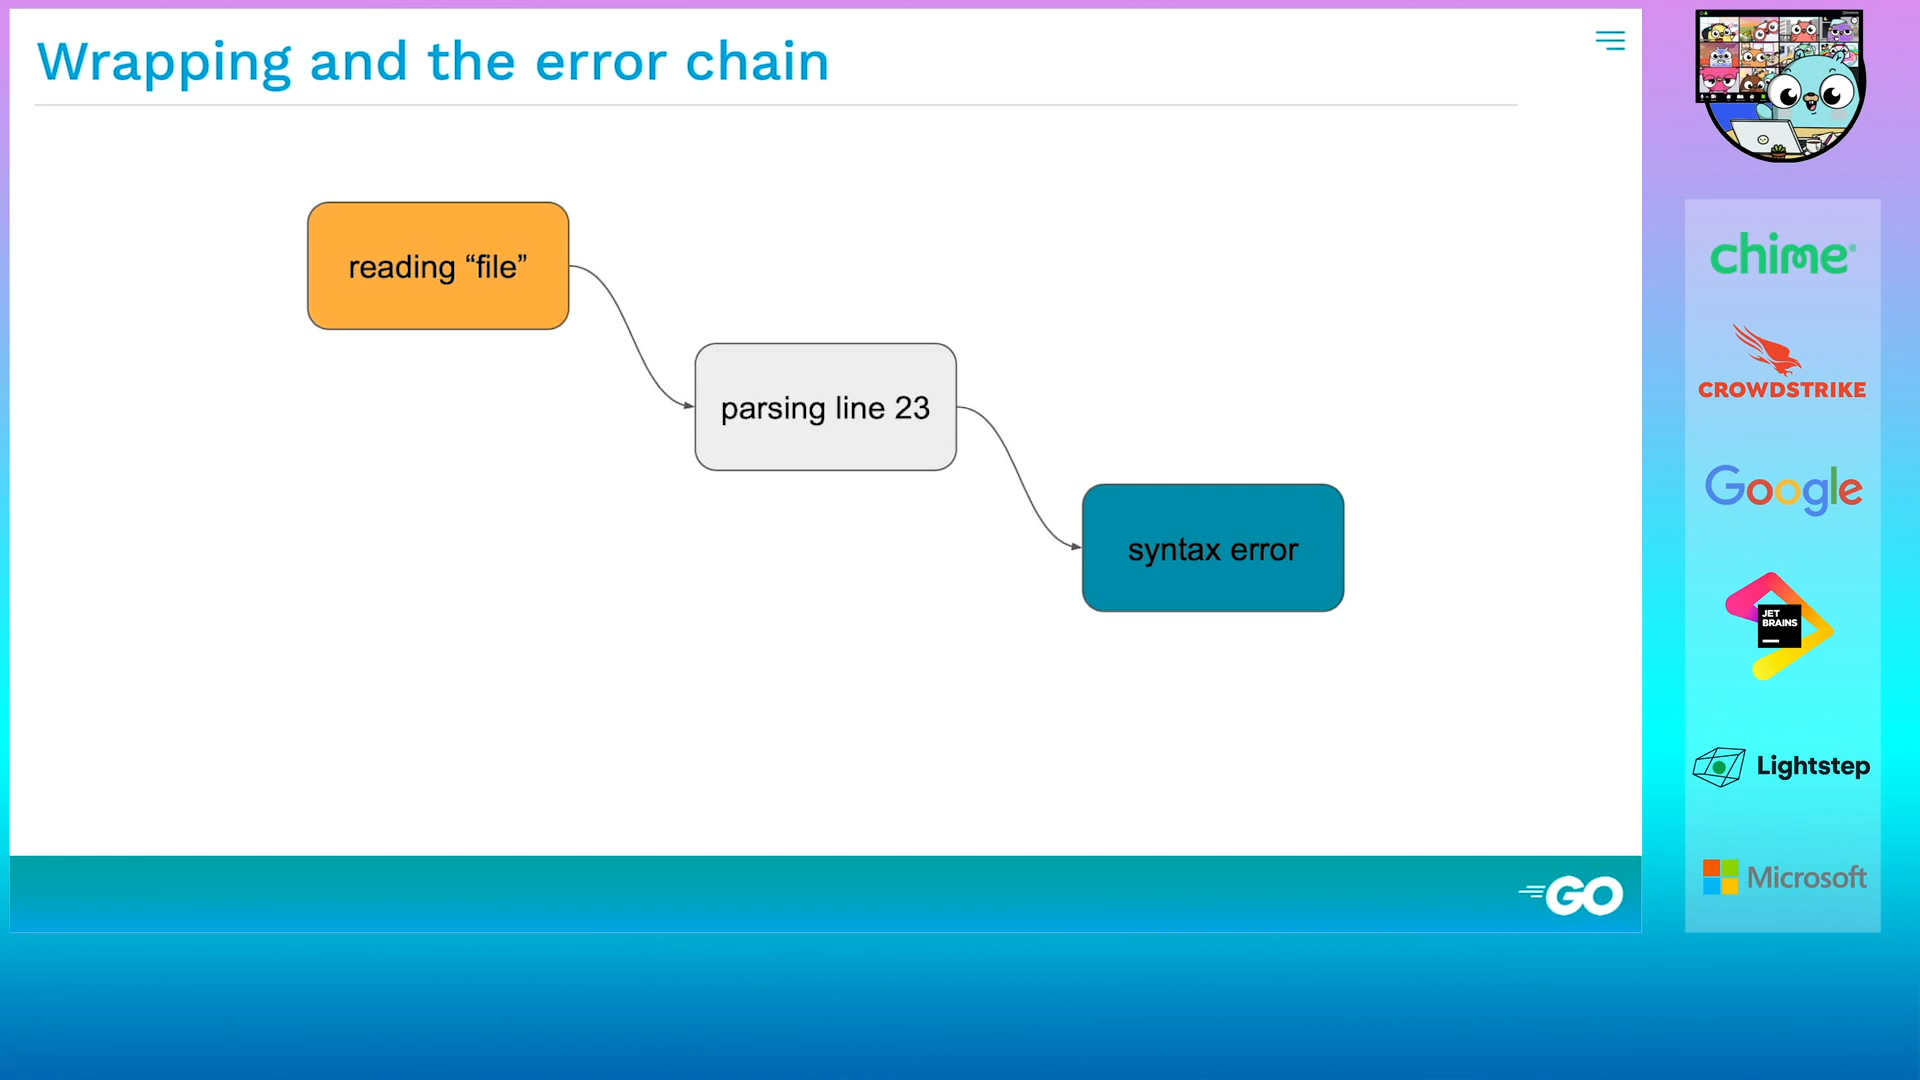 Wrapping and the error chain
reading “file”
parsing line 23
syntax error
GO
chime
CROWDSTRIKE
Google
JET
BRAINS
Lightstep
Microsoft